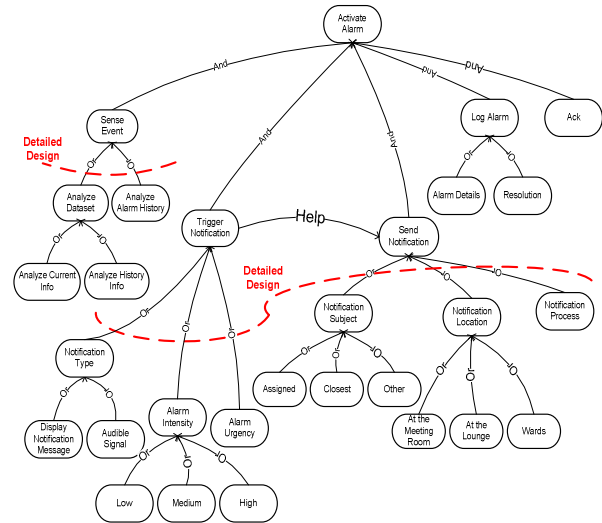 Activate
Alarm
And
And
And
And
And
Sense
Event
Log Alarm
Ack
Detailed
Design
Or
Or
Or
Or
Analyze
Dataset
Analyze
Alarm History
Alarm Details
Resolution
Trigger
Notification
Help
Send
Notification
Or
Or
Analyze Current
Info
Analyze History
Info
Detailed
Design
Or
Or
Or
Or
Or
Or
Notification
Subject
Notification
Location
Notification
Process
Notification
Type
Or
Or
Or
Or
Or
Or
Assigned
Closest
Other
Or
Or
Display
Notification
Message
Audible
Signal
Alarm
Intensity
Alarm
Urgency
At the
Meeting
Room
At the
Lounge
Wards
Or
Or
Or
Low
Medium
High